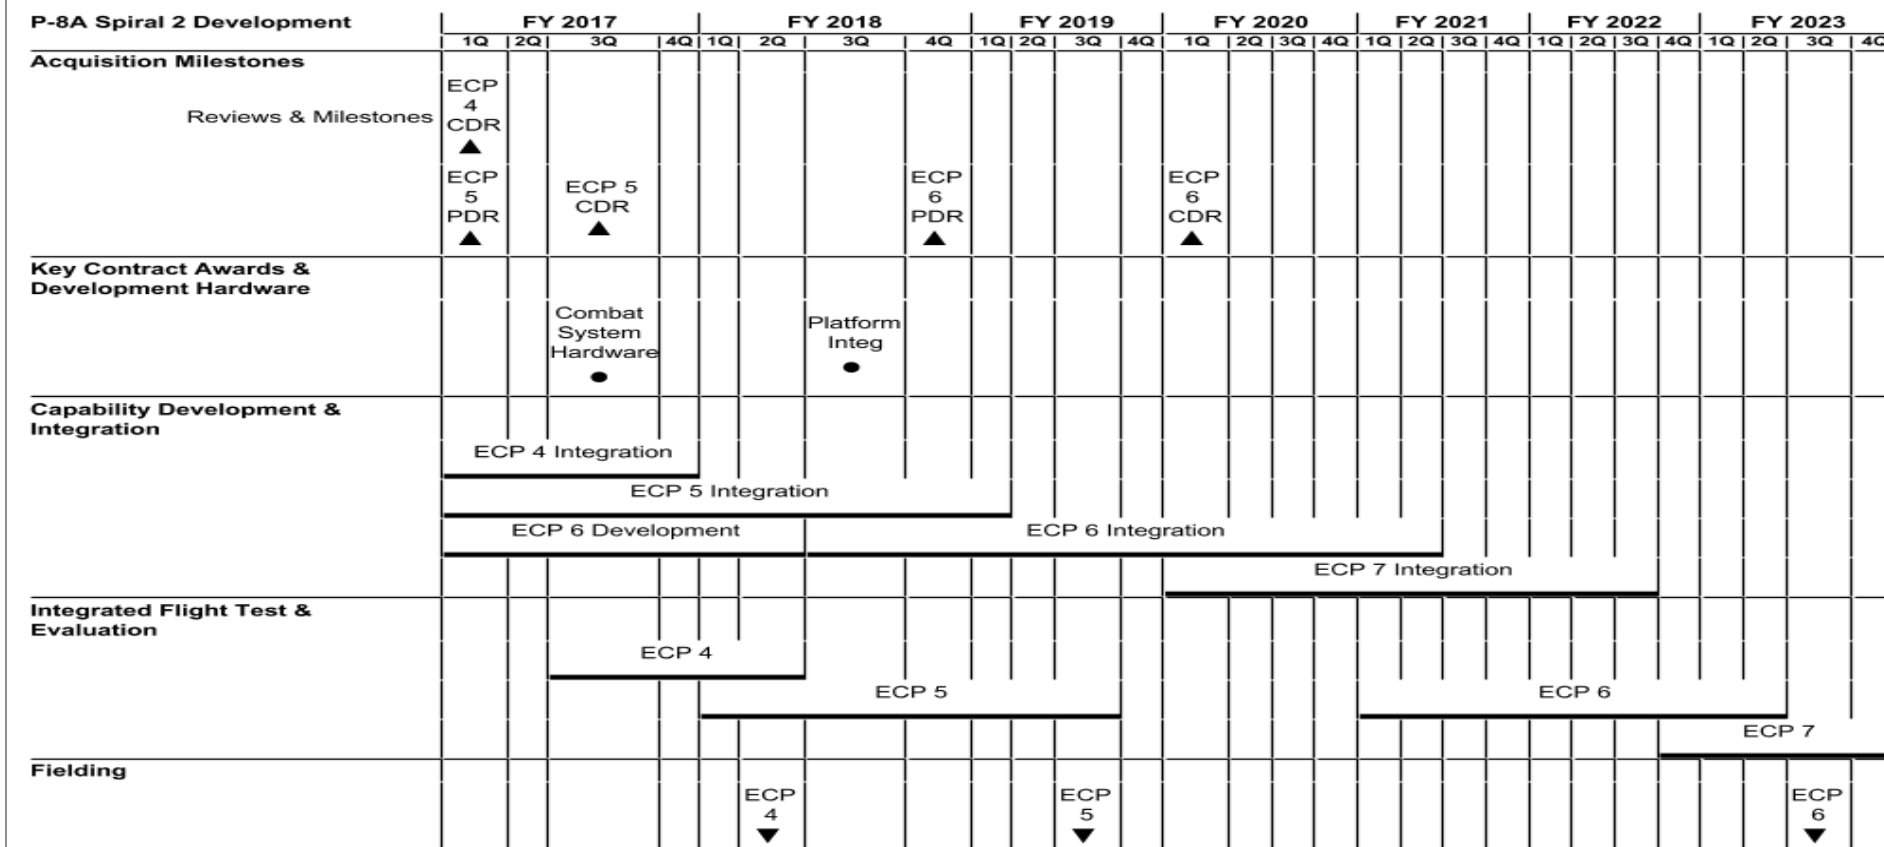 P-8A Spiral 2 Development FY 2017 FY 2018 FY 2019 FY 2020 FY 2021 FY 2022 FY 2023
1Q 2Q 3Q 4Q 1Q 2Q 3Q 4Q 1Q 2Q 3Q 4Q 1Q 2Q 3Q 4Q 1Q 2Q 3Q 4Q 1Q 2Q 3Q 4Q 1Q 2Q 3Q 4Q
Acquisition Milestones
Reviews & Milestones
ECP
4
CDR
ECP
5
PDR
ECP 5
CDR
ECP
6
PDR
ECP
6
CDR
Key Contract Awards &
Development Hardware
Combat
System
Hardware
Platform
Integ
Capability Development &
Integration
ECP 4 Integration
ECP 5 Integration
ECP 6 Development ECP 6 Integration
ECP 7 Integration
Integrated Flight Test &
Evaluation
ECP 4
ECP 5 ECP 6
ECP 7
Fielding
ECP
4
ECP
5
ECP
6